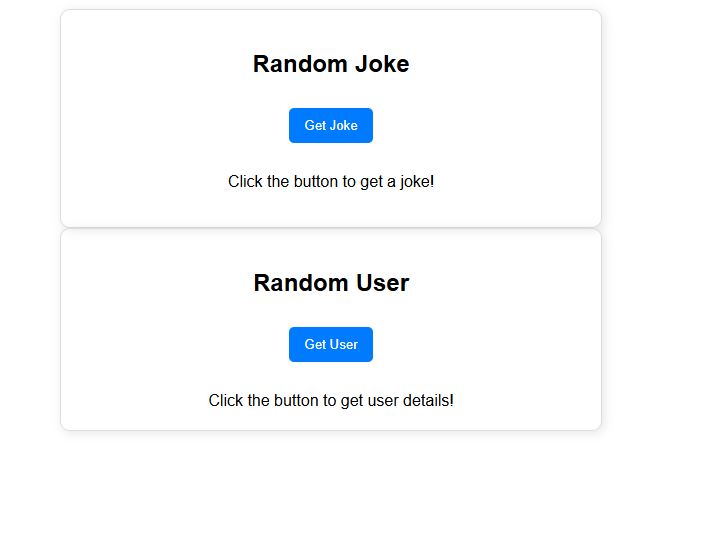 Random Joke
Get Joke
Click the button to get a joke!
Random User
Get User
Click the button to get user details!